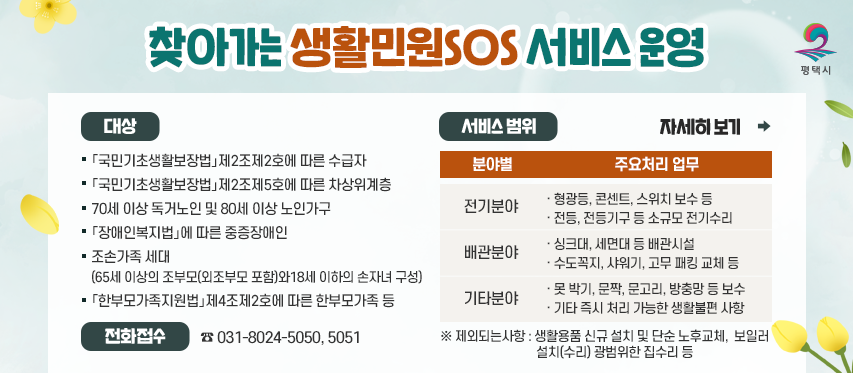 찾아가는 생활민원SOS 서비스 운영
평택시
대상
▪ 「국민기초생활보장법」제2조제2호에 따른 수급자
▪ 「국민기초생활보장법」제2조제5호에 따른 차상위계층
▪ 70세 이상 독거노인 및 80세 이상 노인가구
▪ 「장애인복지법」에 따른 중증장애인
▪ 조손가족 세대
(65세 이상의 조부모(외조부모 포함)와18세 이하의 손자녀 구성)
▪ 「한부모가족지원법」제4조제2호에 따른 한부모가족 등
전화접수 ☎ 031-8024-5050, 5051
서비스 범위 자세히 보기 ➡
분야별 주요처리 업무
전기분야
· 형광등, 콘센트, 스위치 보수 등
· 전등, 전등기구 등 소규모 전기수리
배관분야
· 싱크대, 세면대 등 배관시설
· 수도꼭지, 샤워기, 고무 패킹 교체 등
기타분야
· 못 박기, 문짝, 문고리, 방충망 등 보수
· 기타 즉시 처리 가능한 생활불편 사항
※ 제외되는사항 : 생활용품 신규 설치 및 단순 노후교체, 보일러
설치(수리) 광범위한 집수리 등